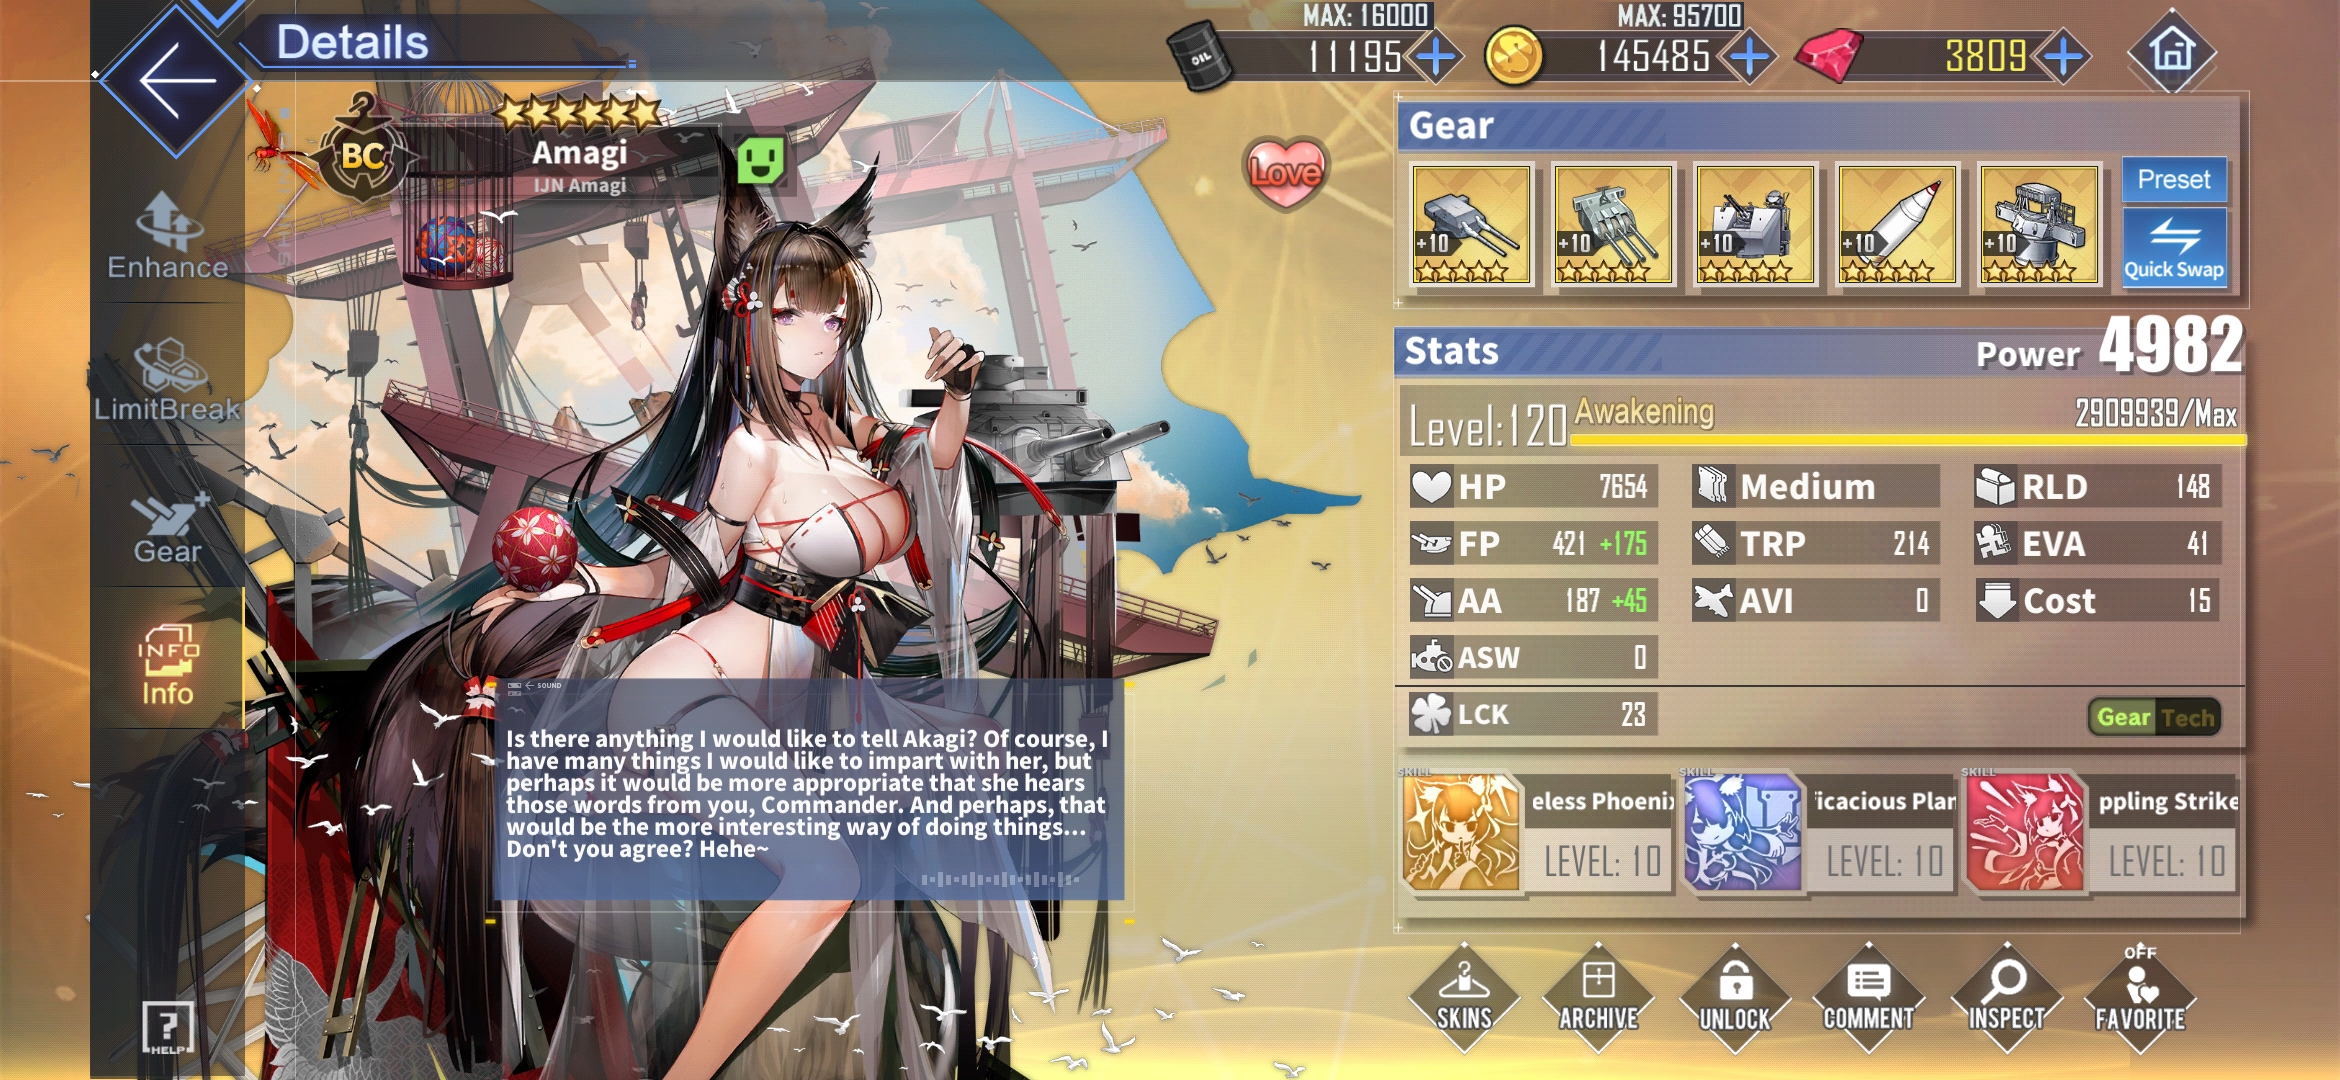 Details
MAX: 16000
11195
MAX: 95700
145485
3809
OIL
BC
Amagi
IJN Amagi
Love
Enhance
LimitBreak
Gear
INFO
Info
?
HELP
Gear
+10
+10
+10
+10
+10
Preset
Quick Swap
Stats
Power 4982
Level:120 Awakening 2909939/Max
HP 7654
Medium
RLD 148
FP 421 +175
TRP 214
EVA 41
AA 187 +45
AVI 0
Cost 15
ASW 0
LCK 23
Gear Tech
SKILL
eless Phoenix
LEVEL: 10
SKILL
icacious Plan
LEVEL: 10
SKILL
ppling Strike
LEVEL: 10
SOUND
Is there anything I would like to tell Akagi? Of course, I
have many things I would like to impart with her, but
perhaps it would be more appropriate that she hears
those words from you, Commander. And perhaps, that
would be the more interesting way of doing things...
Don't you agree? Hehe~
SKINS
ARCHIVE
UNLOCK
COMMENT
INSPECT
OFF
FAVORITE